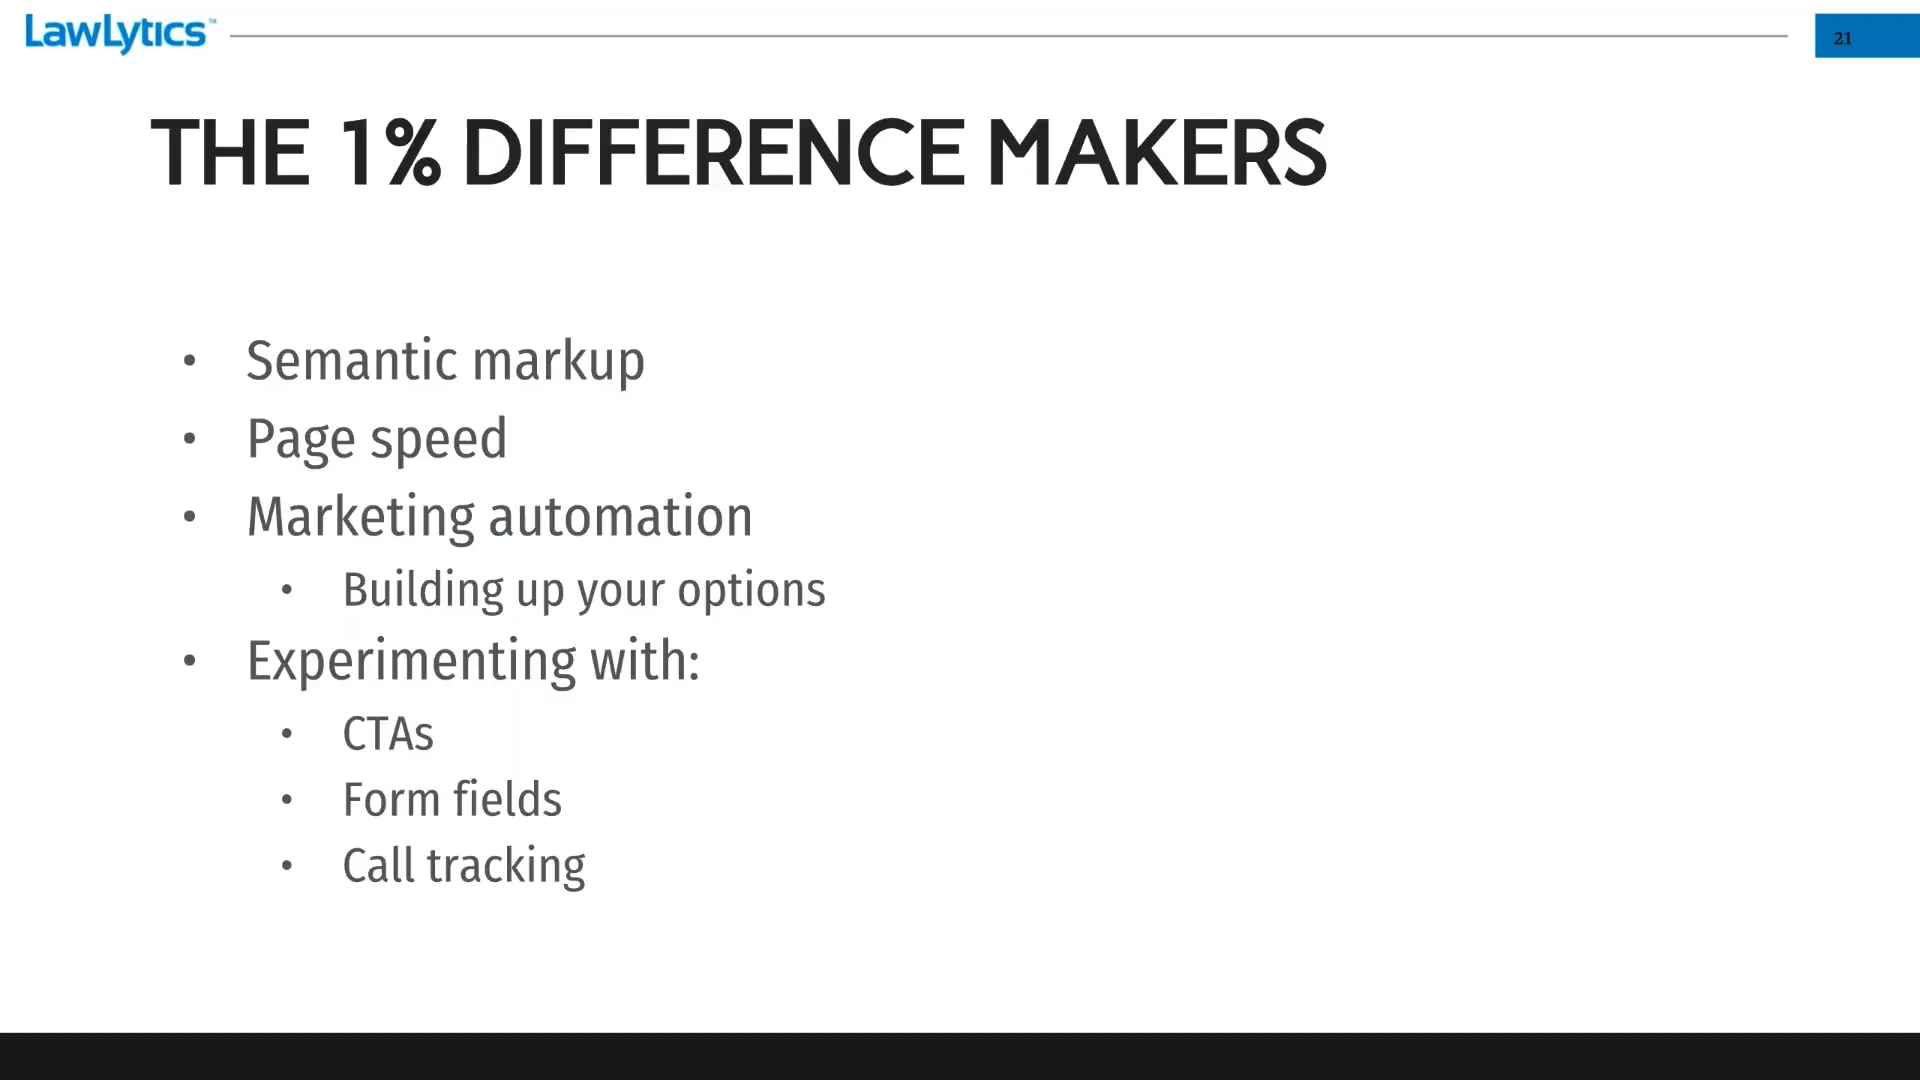 LawLytics™
21
THE 1% DIFFERENCE MAKERS
• Semantic markup
• Page speed
• Marketing automation
• Building up your options
• Experimenting with:
• CTAs
• Form fields
• Call tracking